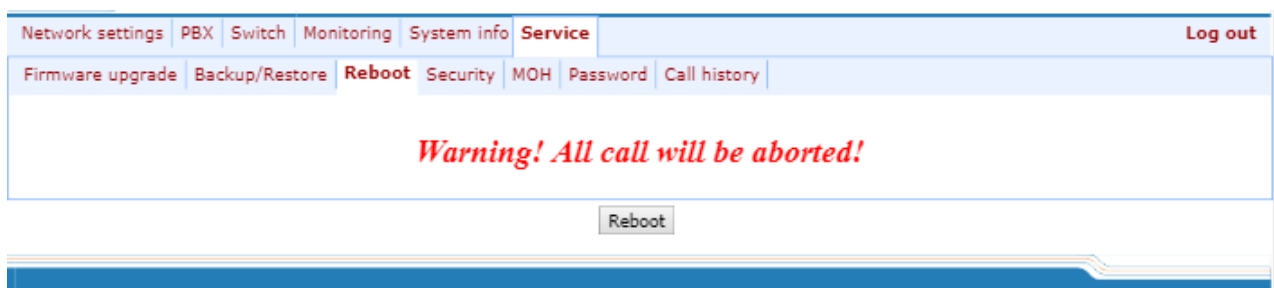 Network settings PBX Switch Monitoring System info Service Log out
Firmware upgrade Backup/Restore Reboot Security MOH Password Call history
Warning! All call will be aborted!
Reboot